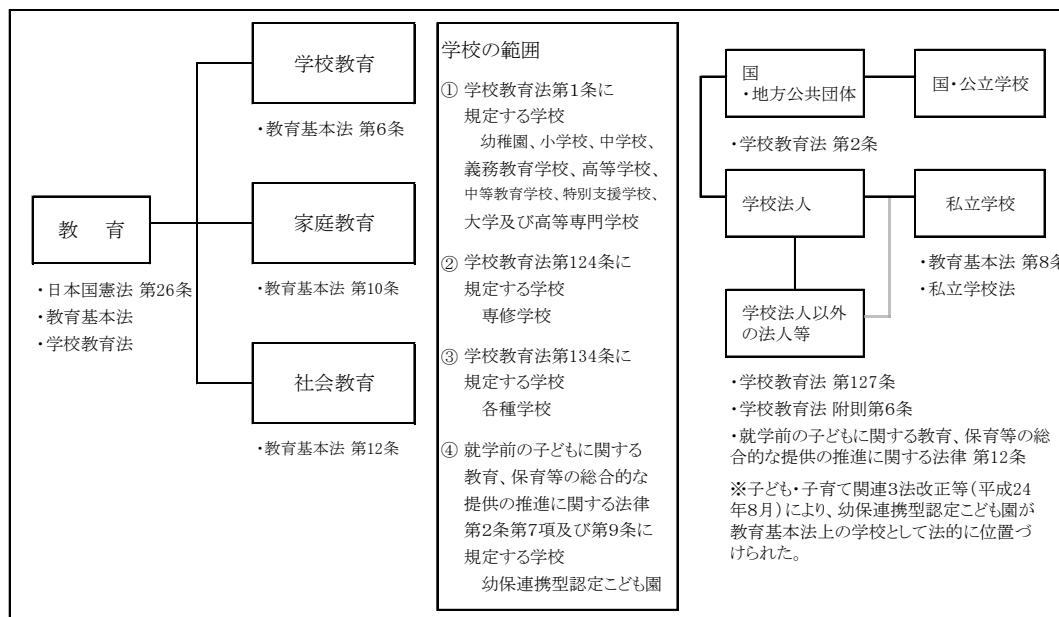 教　育
・日本国憲法 第26条
・教育基本法
・学校教育法
学校教育
・教育基本法 第6条
家庭教育
・教育基本法 第10条
社会教育
・教育基本法 第12条
学校の範囲
① 学校教育法第1条に
規定する学校
幼稚園、小学校、中学校、
義務教育学校、高等学校、
中等教育学校、特別支援学校、
大学及び高等専門学校
② 学校教育法第124条に
規定する学校
専修学校
③ 学校教育法第134条に
規定する学校
各種学校
④ 就学前の子どもに関する
教育、保育等の総合的な
提供の推進に関する法律
第2条第7項及び第9条に
規定する学校
幼保連携型認定こども園
国
・地方公共団体
国・公立学校
・学校教育法 第2条
学校法人
私立学校
・教育基本法 第8条
・私立学校法
学校法人以外
の法人等
・学校教育法 第127条
・学校教育法 附則第6条
・就学前の子どもに関する教育、保育等の総
合的な提供の推進に関する法律 第12条
※子ども・子育て関連3法改正等(平成24
年8月)により、幼保連携型認定こども園が
教育基本法上の学校として法的に位置づ
けられた。